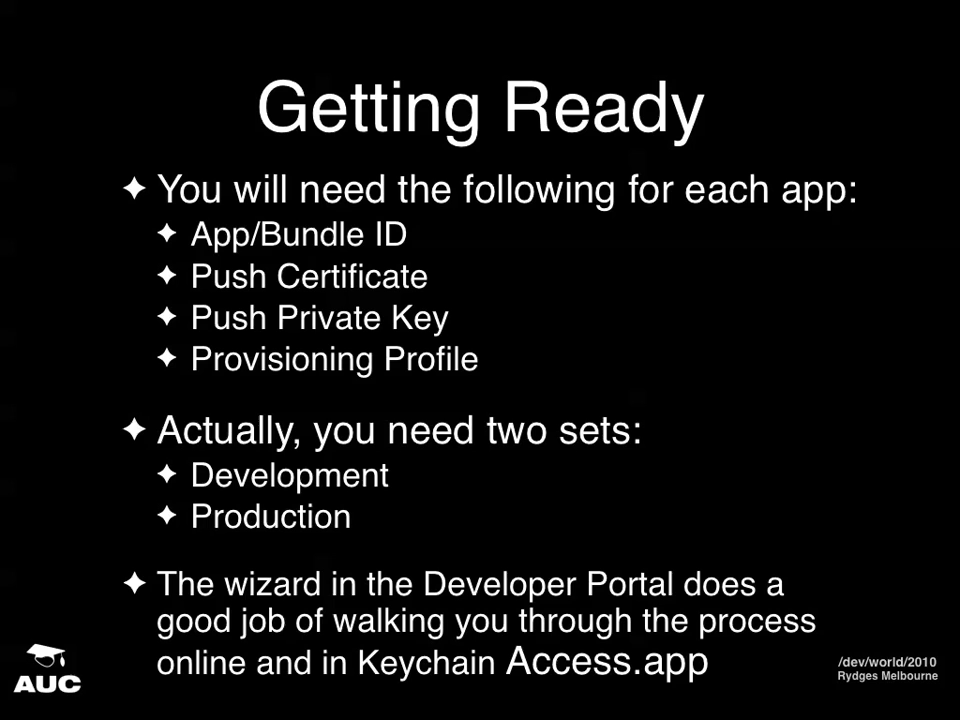 Getting Ready
You will need the following for each app:
App/Bundle ID
Push Certificate
Push Private Key
Provisioning Profile
Actually, you need two sets:
Development
Production
The wizard in the Developer Portal does a
good job of walking you through the process
online and in Keychain Access.app
AUC
/dev/world/2010
Rydges Melbourne